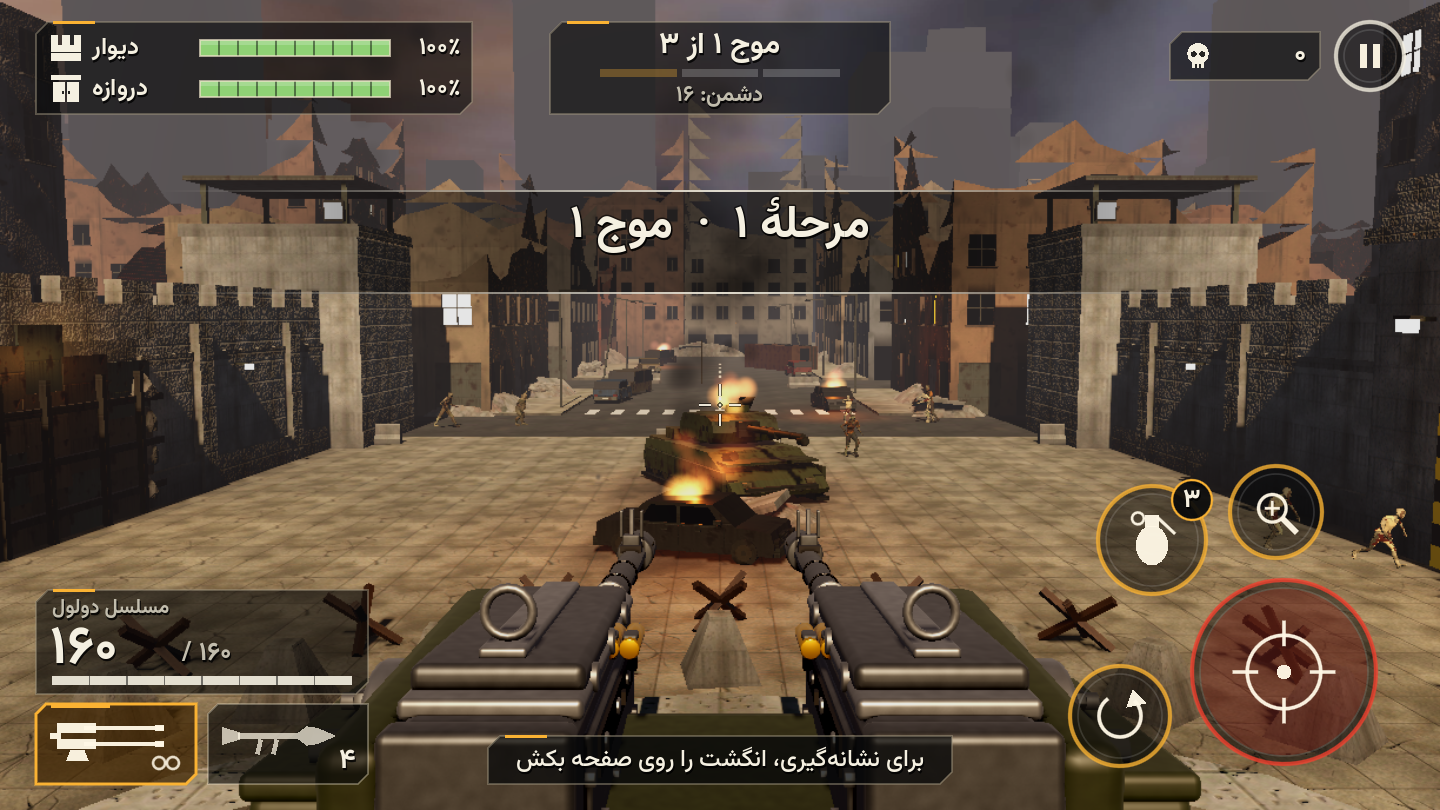 دیوار ۱۰۰٪
دروازه ۱۰۰٪
موج ۱ از ۳
دشمن: ۱۶
۰
مرحلهٔ ۱ · موج ۱
۳
مسلسل دولول
۱۶۰ / ۱۶۰
∞
۴
برای نشانه‌گیری، انگشت را روی صفحه بکش